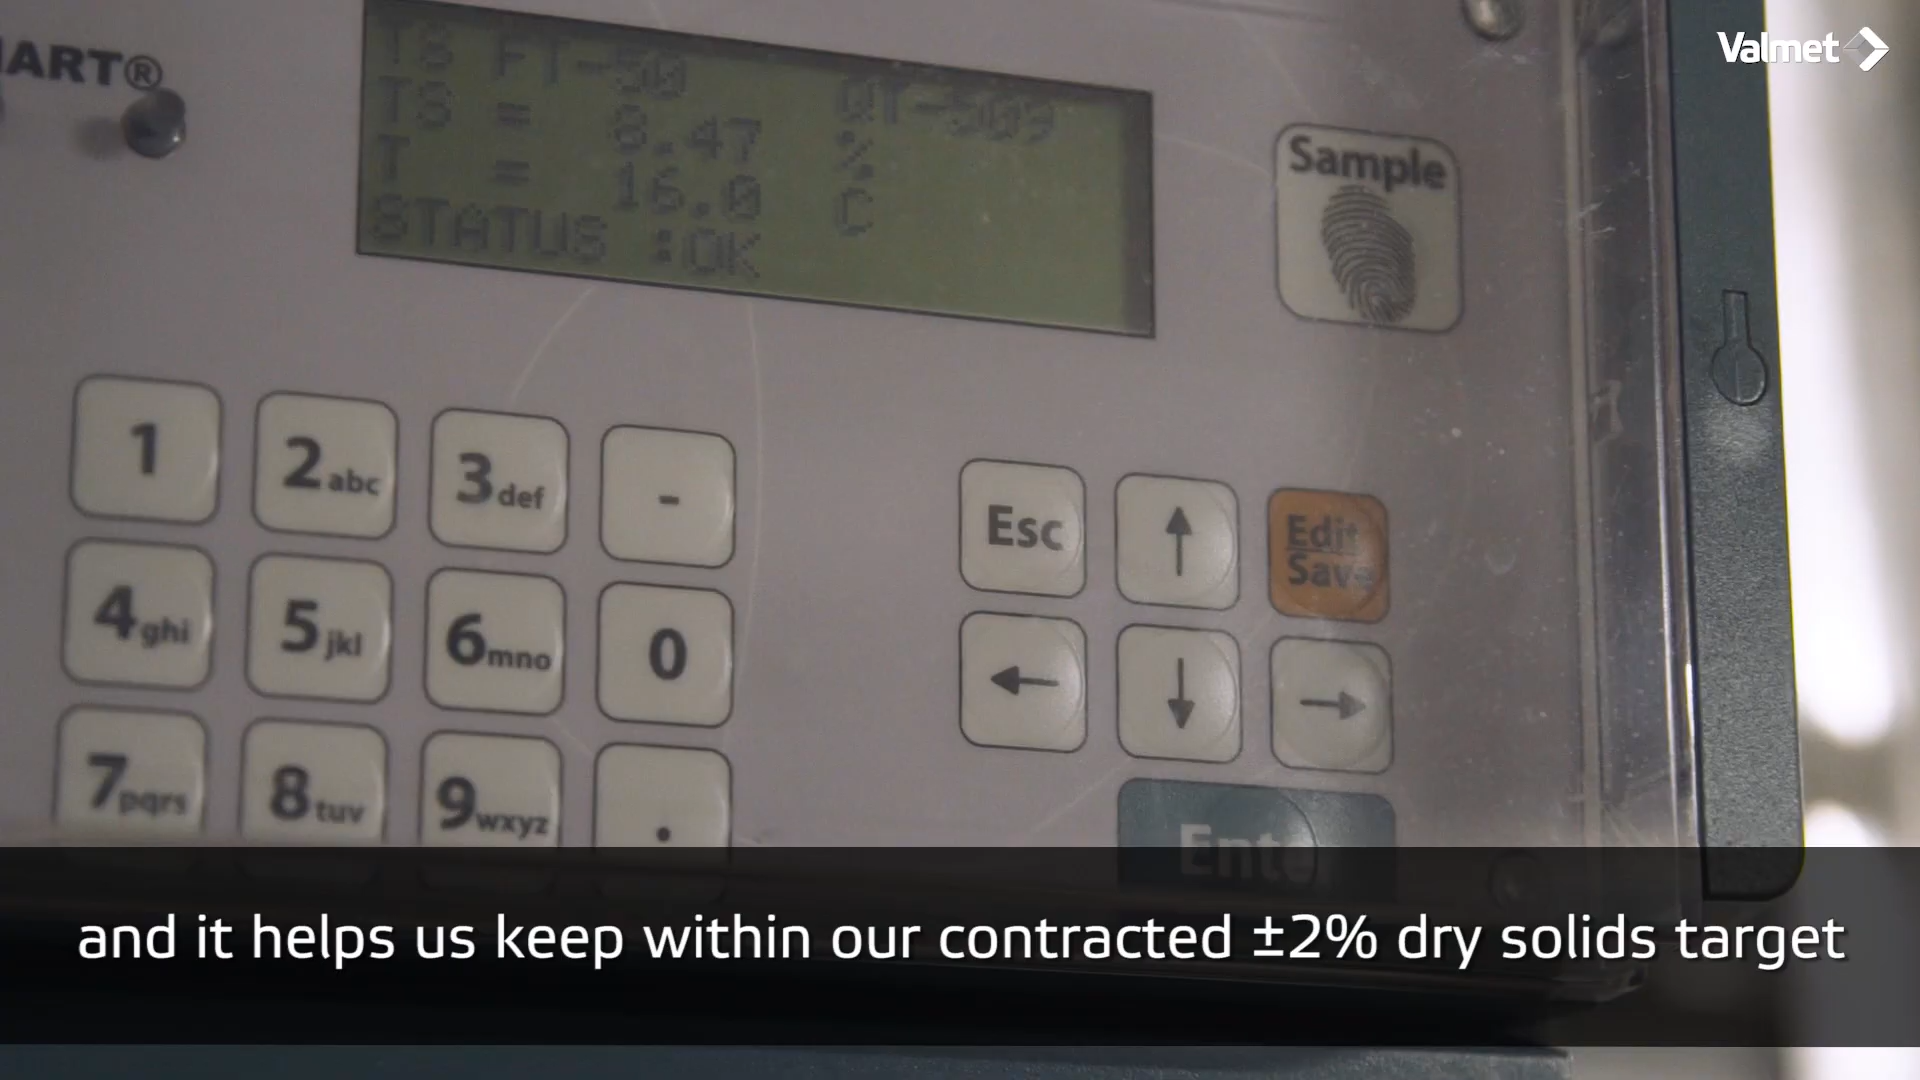 ART®
Valmet
TS FT-30 QT-509
TS = 8.47 %
T = 16.0 C
STATUS :OK
Sample
1
2abc
3def
-
Esc
Edit
Save
4ghi
5jkl
6mno
0
7pqrs
8tuv
9wxyz
.
Enter
and it helps us keep within our contracted ±2% dry solids target